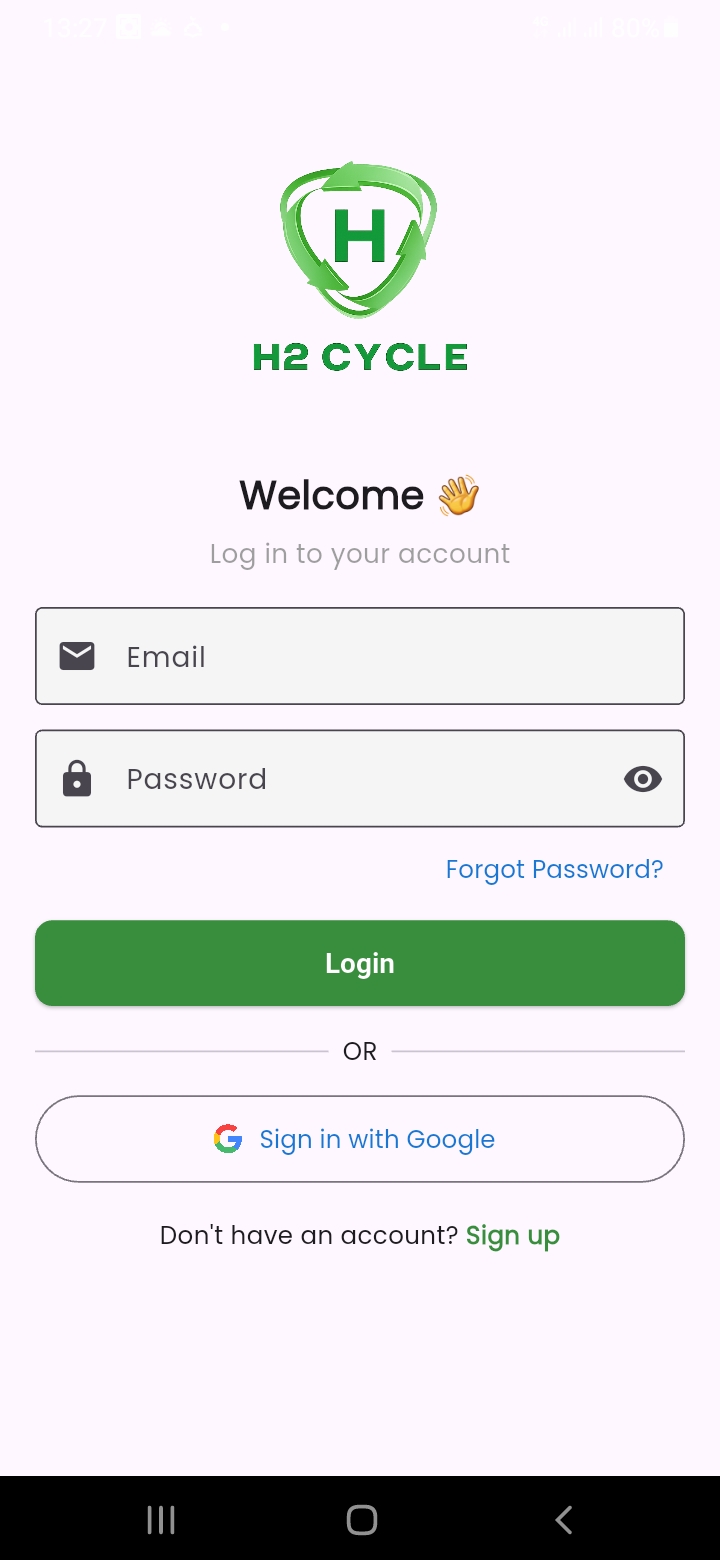 13:27 80%
H
H2 CYCLE
Welcome 👋
Log in to your account
Email
Password
Forgot Password?
Login
OR
Sign in with Google
Don't have an account? Sign up